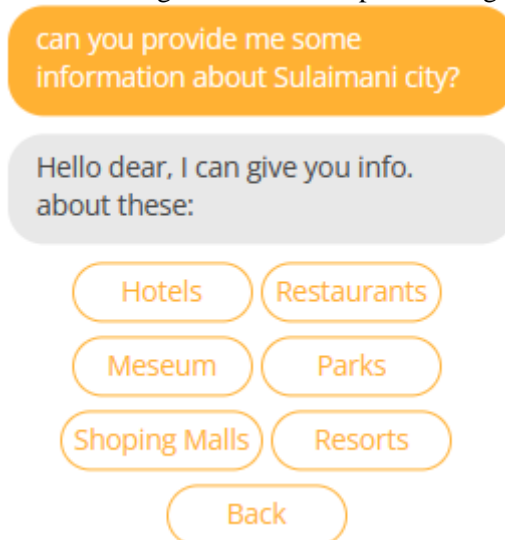 can you provide me some
information about Sulaimani city?
Hello dear, I can give you info.
about these:
Hotels
Restaurants
Meseum
Parks
Shoping Malls
Resorts
Back